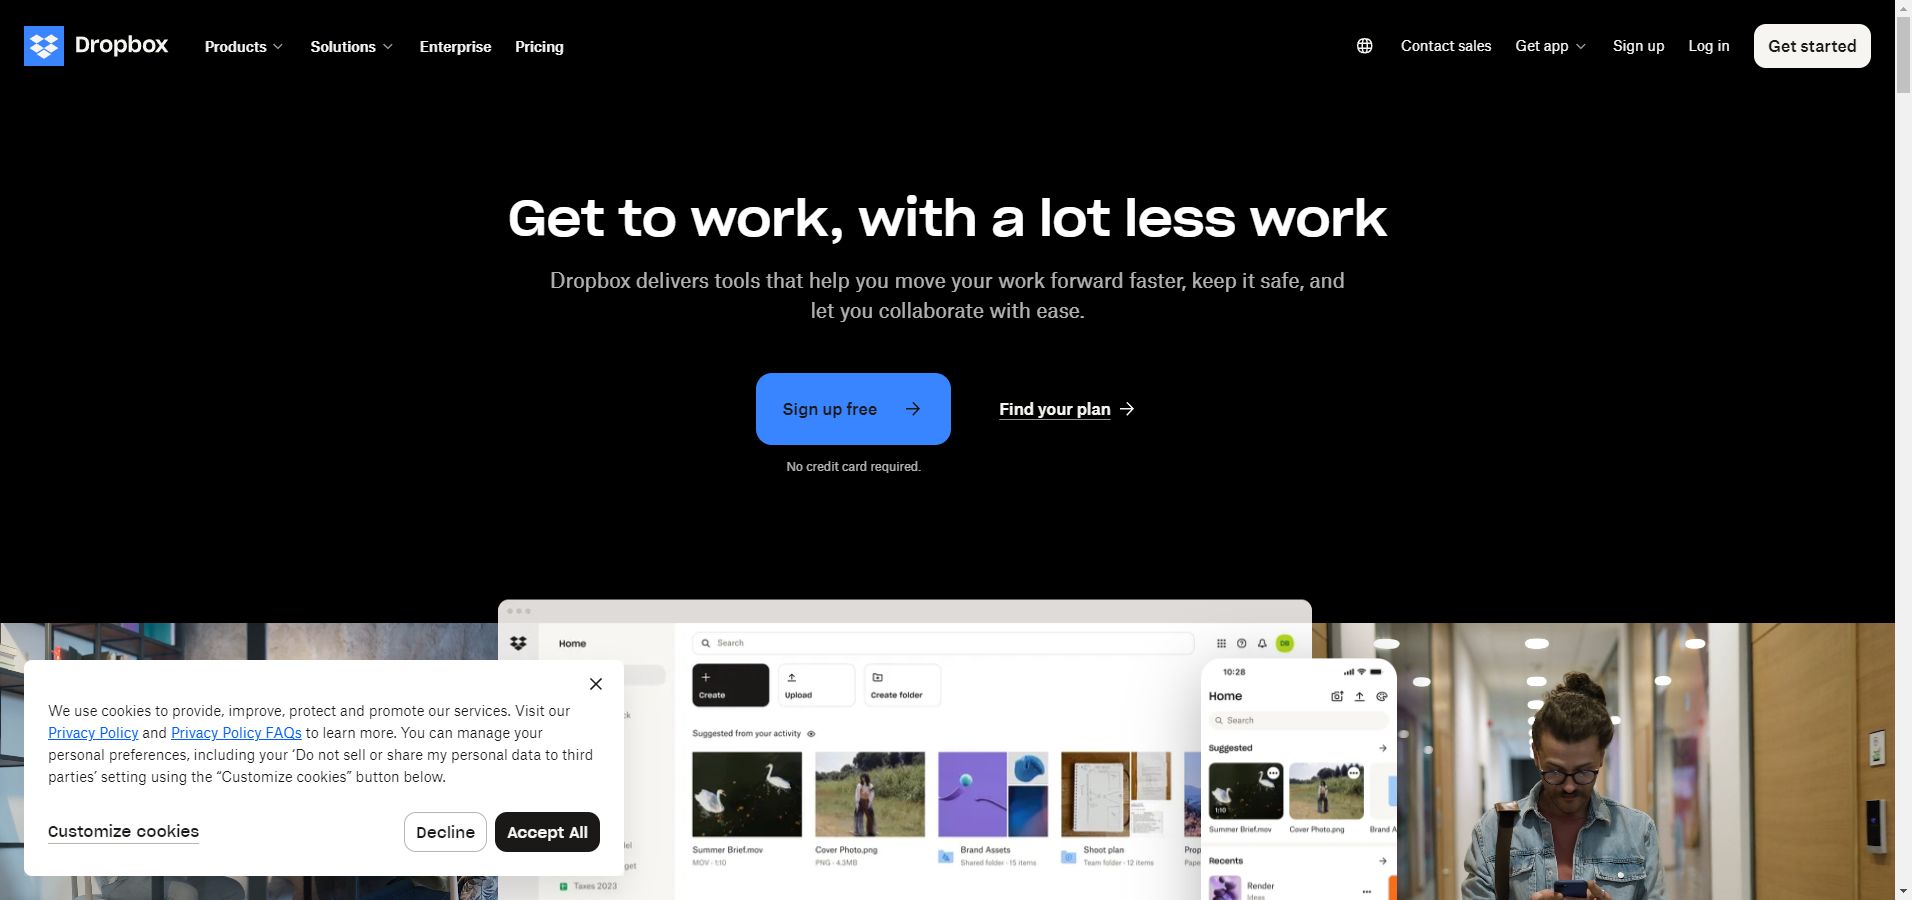 Dropbox
Products
Solutions
Enterprise
Pricing
Contact sales
Get app
Sign up
Log in
Get started
Get to work, with a lot less work
Dropbox delivers tools that help you move your work forward faster, keep it safe, and
let you collaborate with ease.
Sign up free
Find your plan
No credit card required.
Home
Search
DB
Create
Upload
Create folder
Suggested from your activity
Summer Brief.mov
MOV · 1:10
Cover Photo.png
PNG · 4.3MB
Brand Assets
Shared folder · 15 items
Shoot plan
Team folder · 12 items
Taxes 2023
10:28
Home
Search
Suggested
1:10
Summer Brief.mov
Cover Photo.png
Brand A
Recents
Render
Ideas
We use cookies to provide, improve, protect and promote our services. Visit our
Privacy Policy and Privacy Policy FAQs to learn more. You can manage your
personal preferences, including your ‘Do not sell or share my personal data to third
parties’ setting using the “Customize cookies” button below.
Customize cookies
Decline
Accept All